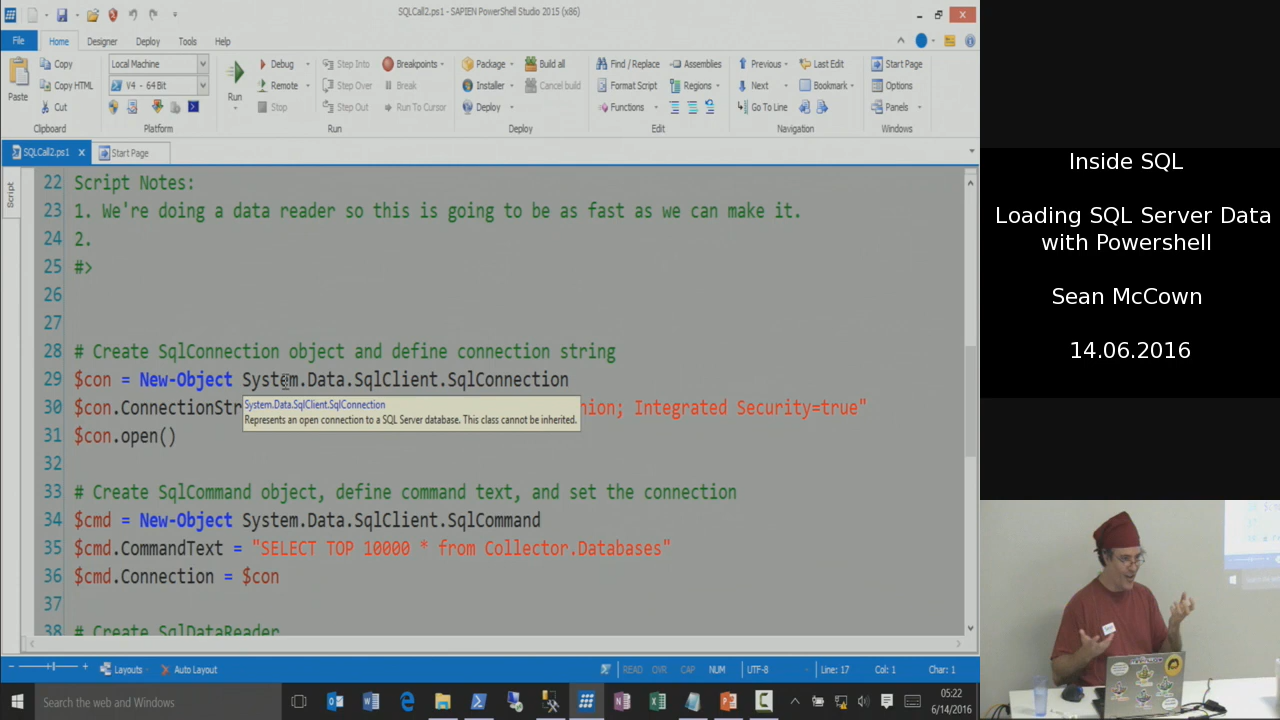 SQLCall2.ps1 - SAPIEN PowerShell Studio 2015 (x86)
File Home Designer Deploy Tools Help
Paste
Copy
Copy HTML
Cut
Clipboard
Local Machine
V4 - 64 Bit
Platform
Run
Debug
Remote
Stop
Step Into
Step Over
Step Out
Breakpoints
Break
Run To Cursor
Run
Package
Installer
Deploy
Build all
Cancel build
Deploy
Find / Replace
Format Script
Functions
Assemblies
Regions
Edit
Previous
Next
Go To Line
Last Edit
Bookmark
Navigation
Start Page
Options
Panels
Windows
SQLCall2.ps1
Start Page
Script
22 Script Notes:
23 1. We're doing a data reader so this is going to be as fast as we can make it.
24 2.
25 #>
26
27
28 # Create SqlConnection object and define connection string
29 $con = New-Object System.Data.SqlClient.SqlConnection
30 $con.ConnectionStr nion; Integrated Security=true"
System.Data.SqlClient.SqlConnection
Represents an open connection to a SQL Server database. This class cannot be inherited.
31 $con.open()
32
33 # Create SqlCommand object, define command text, and set the connection
34 $cmd = New-Object System.Data.SqlClient.SqlCommand
35 $cmd.CommandText = "SELECT TOP 10000 * from Collector.Databases"
36 $cmd.Connection = $con
37
38 # Create SqlDataReader
Layouts
Auto Layout
READ OVR CAP NUM UTF-8 Line: 17 Col: 1 Char: 1
Search the web and Windows
05:22
6/14/2016
Inside SQL
Loading SQL Server Data
with Powershell
Sean McCown
14.06.2016